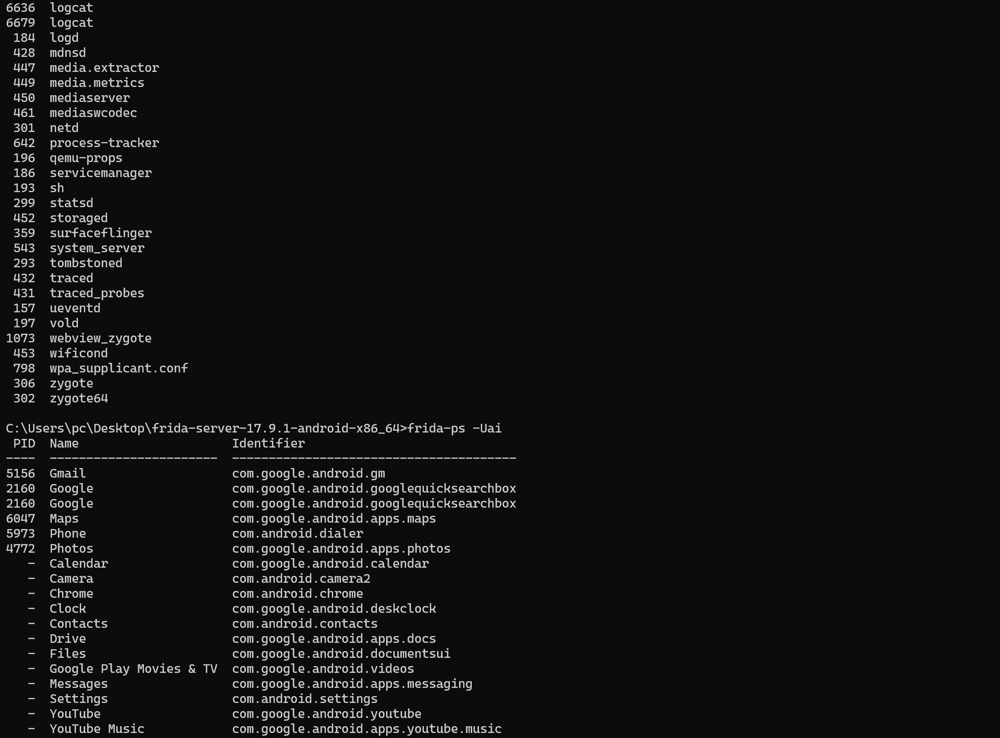 6636  logcat
6679  logcat
 184  logd
 428  mdnsd
 447  media.extractor
 449  media.metrics
 450  mediaserver
 461  mediaswcodec
 301  netd
 642  process-tracker
 196  qemu-props
 186  servicemanager
 193  sh
 299  statsd
 452  storaged
 359  surfaceflinger
 543  system_server
 293  tombstoned
 432  traced
 431  traced_probes
 157  ueventd
 197  vold
1073  webview_zygote
 453  wificond
 798  wpa_supplicant.conf
 306  zygote
 302  zygote64

C:\Users\pc\Desktop\frida-server-17.9.1-android-x86_64>frida-ps -Uai
 PID  Name                     Identifier
----  -----------------------  ---------------------------------------
5156  Gmail                    com.google.android.gm
2160  Google                   com.google.android.googlequicksearchbox
2160  Google                   com.google.android.googlequicksearchbox
6047  Maps                     com.google.android.apps.maps
5973  Phone                    com.android.dialer
4772  Photos                   com.google.android.apps.photos
   -  Calendar                 com.google.android.calendar
   -  Camera                   com.android.camera2
   -  Chrome                   com.android.chrome
   -  Clock                    com.google.android.deskclock
   -  Contacts                 com.android.contacts
   -  Drive                    com.google.android.apps.docs
   -  Files                    com.google.android.documentsui
   -  Google Play Movies & TV  com.google.android.videos
   -  Messages                 com.google.android.apps.messaging
   -  Settings                 com.android.settings
   -  YouTube                  com.google.android.youtube
   -  YouTube Music            com.google.android.apps.youtube.music